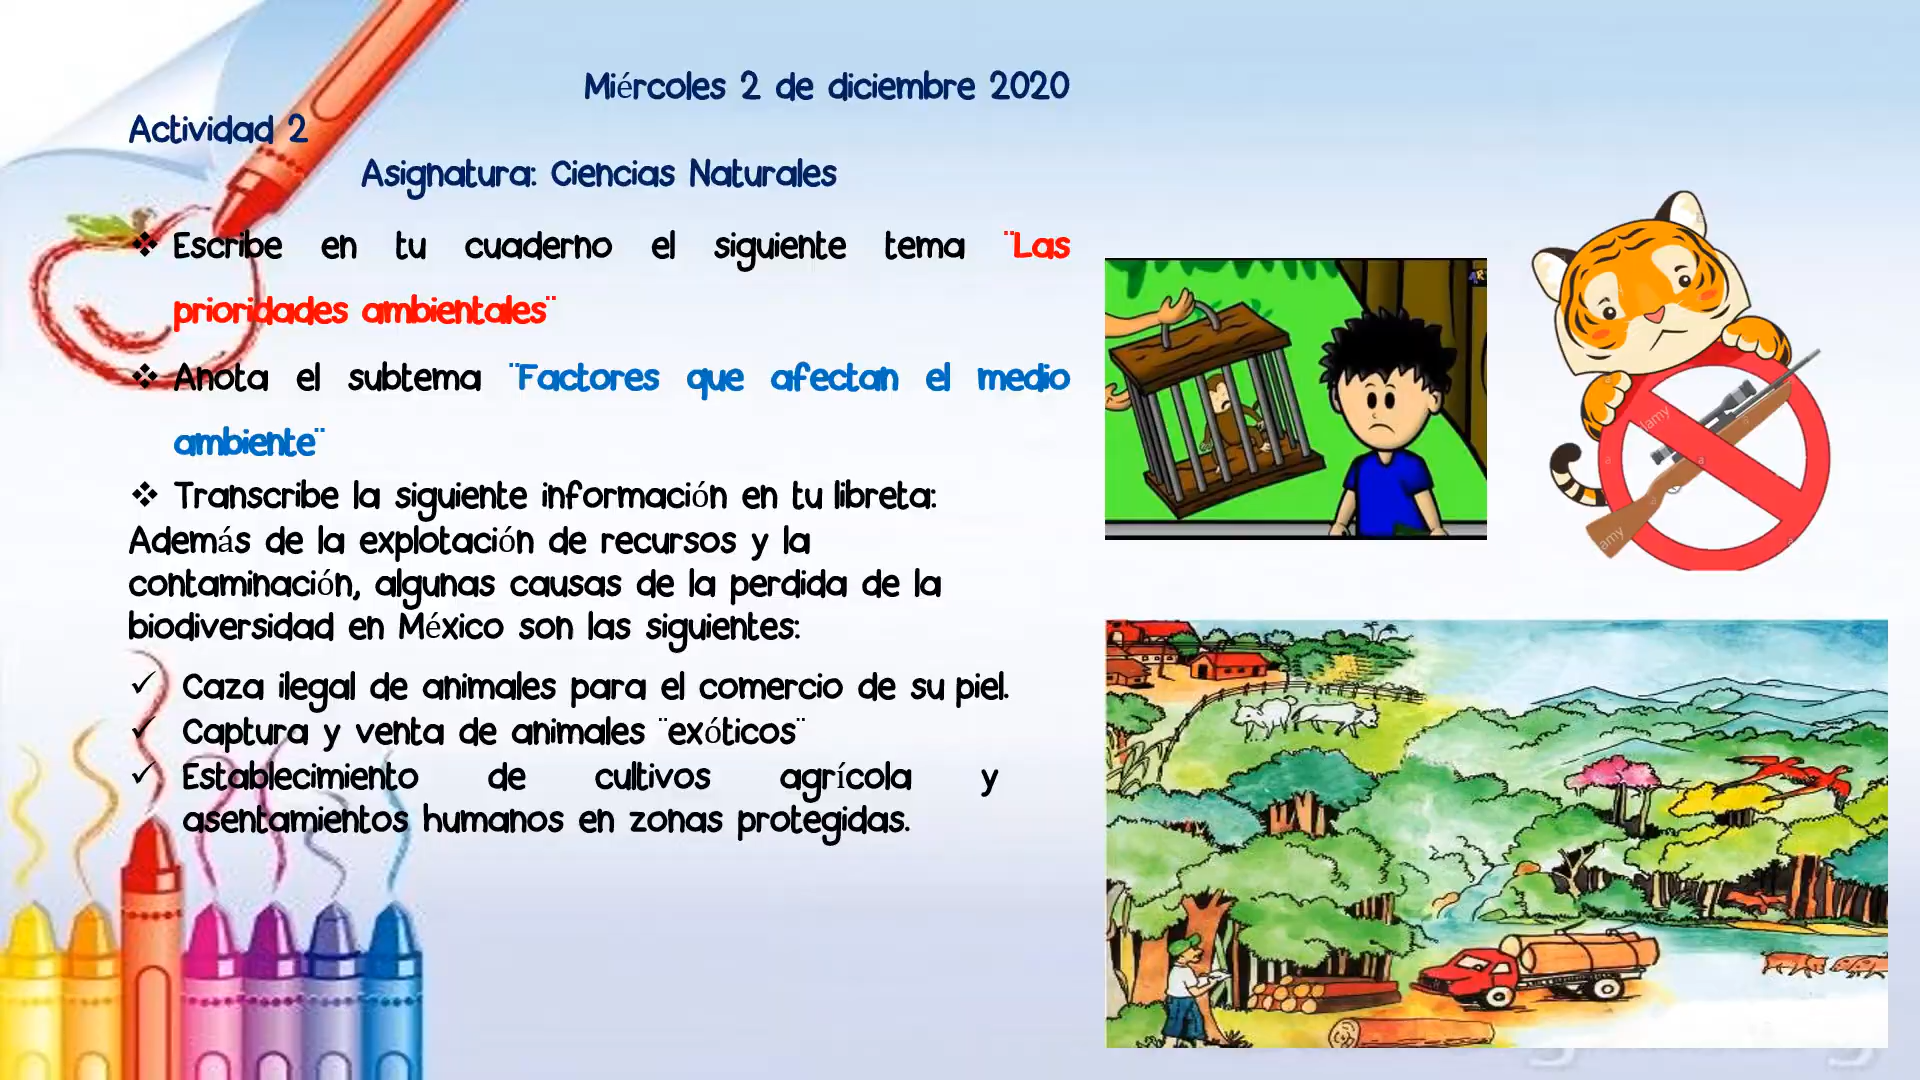 Miércoles 2 de diciembre 2020
Actividad 2
Asignatura: Ciencias Naturales
❖ Escribe en tu cuaderno el siguiente tema ¨Las
prioridades ambientales¨
❖ Anota el subtema ¨Factores que afectan el medio
ambiente¨
❖ Transcribe la siguiente información en tu libreta:
Además de la explotación de recursos y la
contaminación, algunas causas de la perdida de la
biodiversidad en México son las siguientes:
✓ Caza ilegal de animales para el comercio de su piel.
✓ Captura y venta de animales ¨exóticos¨
✓ Establecimiento de cultivos agrícola y
asentamientos humanos en zonas protegidas.
lamy
a
a
a
amy